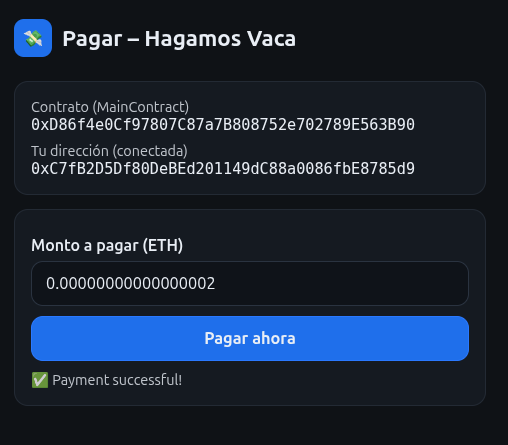 Pagar – Hagamos Vaca
Contrato (MainContract)
0xD86f4e0Cf97807C87a7B808752e702789E563B90
Tu dirección (conectada)
0xC7fB2D5Df80DeBEd201149dC88a0086fbE8785d9
Monto a pagar (ETH)
0.00000000000000002
Pagar ahora
✅ Payment successful!